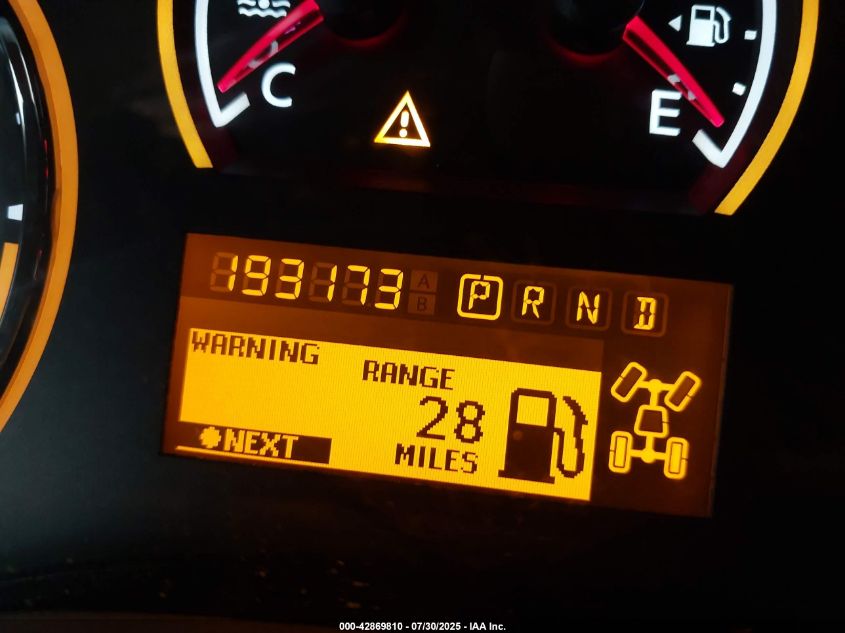 C
E
193173 A B P R N D
WARNING
RANGE
28
MILES
NEXT
000-42869810 - 07/30/2025 - IAA Inc.